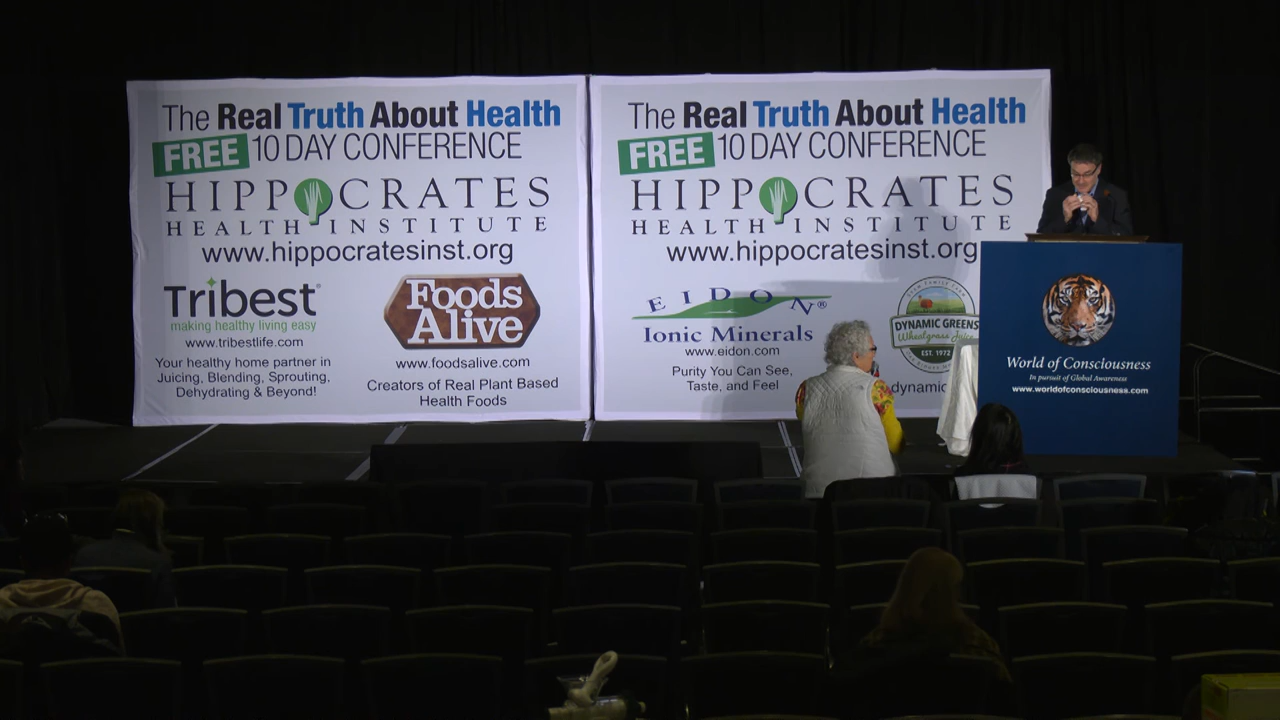 The Real Truth About Health
FREE 10 DAY CONFERENCE
HIPPOCRATES
HEALTH INSTITUTE
www.hippocratesinst.org
Tribest®
making healthy living easy
www.tribestlife.com
Your healthy home partner in
Juicing, Blending, Sprouting,
Dehydrating & Beyond!
Foods
Alive
www.foodsalive.com
Creators of Real Plant Based
Health Foods
The Real Truth About Health
FREE 10 DAY CONFERENCE
HIPPOCRATES
HEALTH INSTITUTE
www.hippocratesinst.org
EIDON®
Ionic Minerals
www.eidon.com
Purity You Can See,
Taste, and Feel
DYNAMIC GREENS
Wheatgrass Juice
EST. 1972
dynamic
World of Consciousness
In pursuit of Global Awareness
www.worldofconsciousness.com